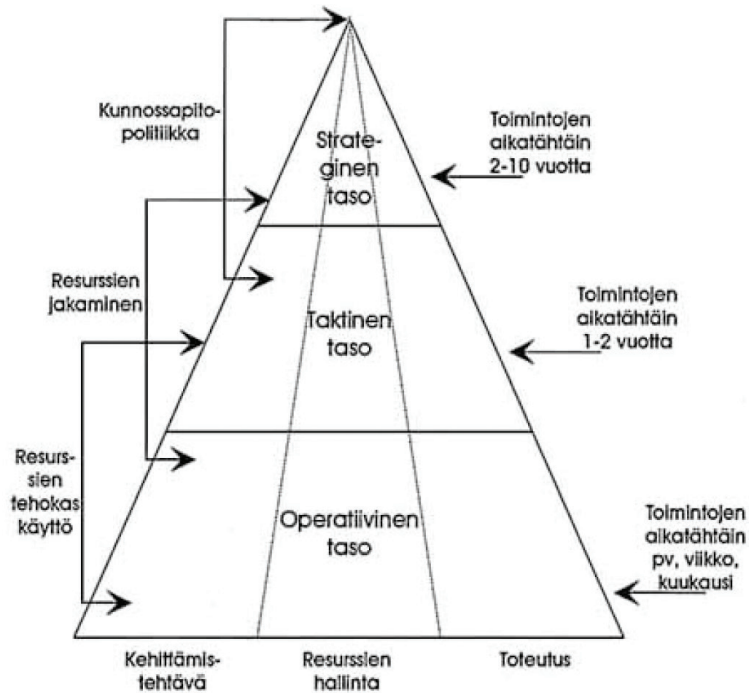 Kunnossapito-
politiikka
Strate-
ginen
taso
Toimintojen
aikatähtäin
2-10 vuotta
Resurssien
jakaminen
Taktinen
taso
Toimintojen
aikatähtäin
1-2 vuotta
Resurs-
sien
tehokas
käyttö
Operatiivinen
taso
Toimintojen
aikatähtäin
pv, viikko,
kuukausi
Kehittämis-
tehtävä
Resurssien
hallinta
Toteutus